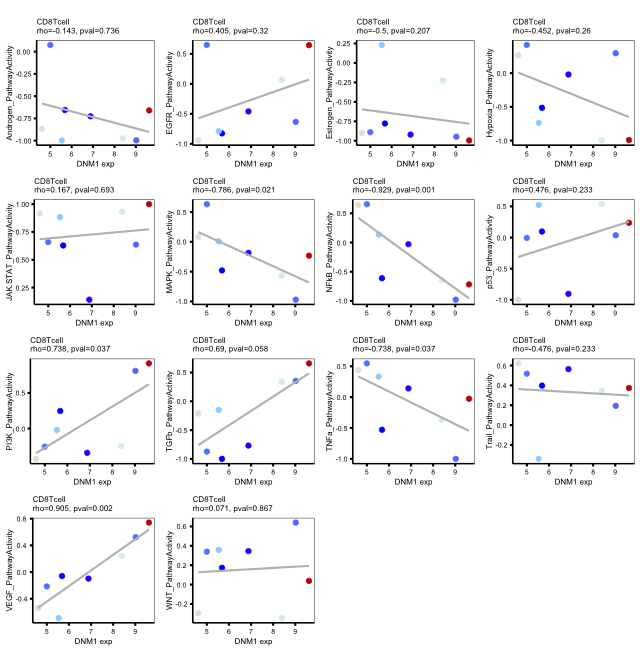 CD8Tcell
rho=-0.143, pval=0.736
0.00
-0.25
-0.50
-0.75
-1.00
Androgen_PathwayActivity
5 6 7 8 9
DNM1 exp
CD8Tcell
rho=0.405, pval=0.32
0.5
0.0
-0.5
-1.0
EGFR_PathwayActivity
5 6 7 8 9
DNM1 exp
CD8Tcell
rho=-0.5, pval=0.207
0.25
0.00
-0.25
-0.50
-0.75
-1.00
Estrogen_PathwayActivity
5 6 7 8 9
DNM1 exp
CD8Tcell
rho=-0.452, pval=0.26
0.0
-0.5
-1.0
Hypoxia_PathwayActivity
5 6 7 8 9
DNM1 exp
CD8Tcell
rho=0.167, pval=0.693
1.00
0.75
0.50
0.25
JAK.STAT_PathwayActivity
5 6 7 8 9
DNM1 exp
CD8Tcell
rho=-0.786, pval=0.021
0.5
0.0
-0.5
-1.0
MAPK_PathwayActivity
5 6 7 8 9
DNM1 exp
CD8Tcell
rho=-0.929, pval=0.001
0.5
0.0
-0.5
-1.0
NFkB_PathwayActivity
5 6 7 8 9
DNM1 exp
CD8Tcell
rho=0.476, pval=0.233
0.5
0.0
-0.5
-1.0
p53_PathwayActivity
5 6 7 8 9
DNM1 exp
CD8Tcell
rho=0.738, pval=0.037
0.5
0.0
PI3K_PathwayActivity
5 6 7 8 9
DNM1 exp
CD8Tcell
rho=0.69, pval=0.058
0.5
0.0
-0.5
-1.0
TGFb_PathwayActivity
5 6 7 8 9
DNM1 exp
CD8Tcell
rho=-0.738, pval=0.037
0.5
0.0
-0.5
-1.0
TNFa_PathwayActivity
5 6 7 8 9
DNM1 exp
CD8Tcell
rho=-0.476, pval=0.233
0.6
0.4
0.2
0.0
-0.2
Trail_PathwayActivity
5 6 7 8 9
DNM1 exp
CD8Tcell
rho=0.905, pval=0.002
0.8
0.4
0.0
-0.4
VEGF_PathwayActivity
5 6 7 8 9
DNM1 exp
CD8Tcell
rho=0.071, pval=0.867
0.6
0.4
0.2
0.0
-0.2
WNT_PathwayActivity
5 6 7 8 9
DNM1 exp